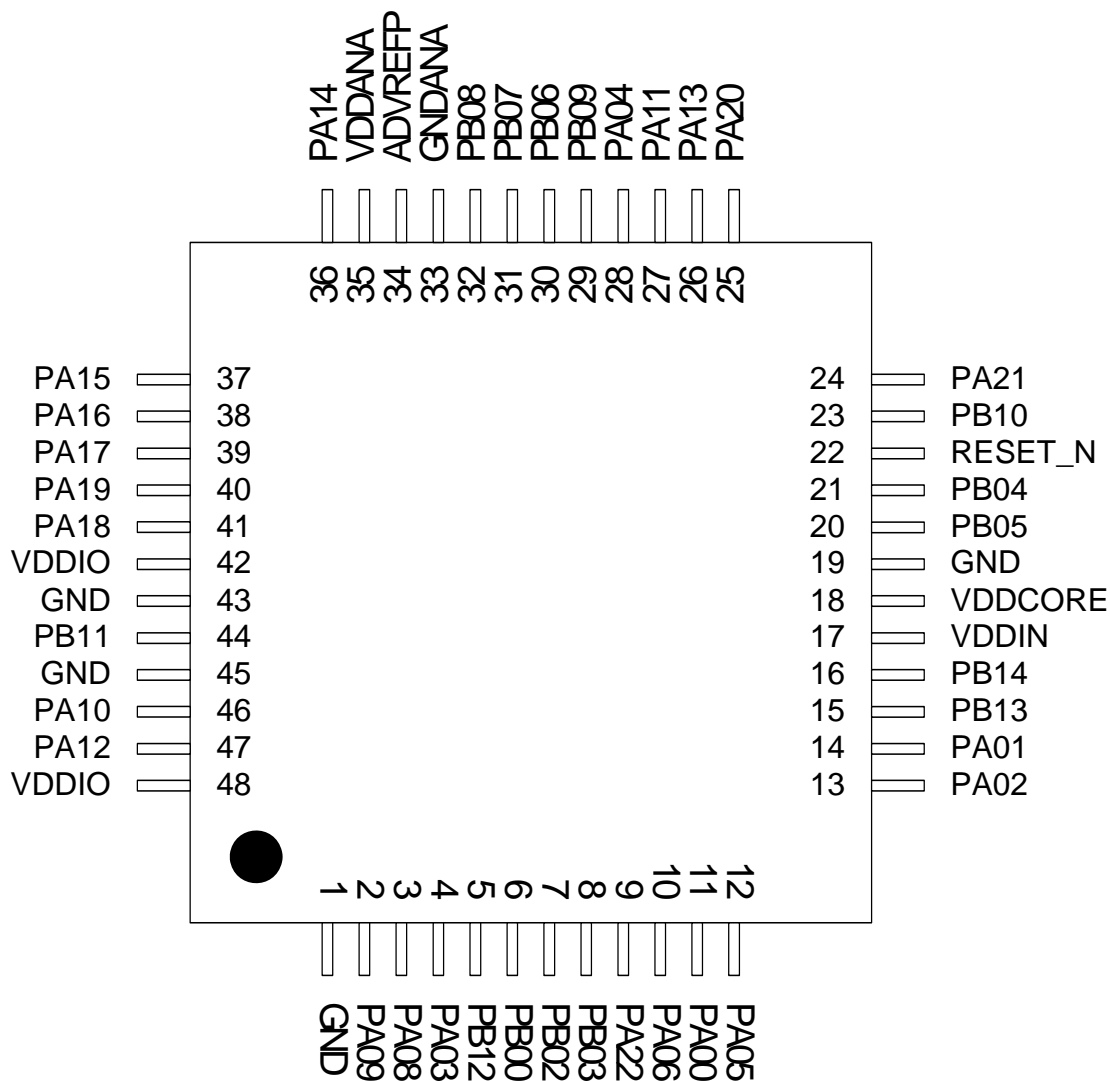 PA14
VDDANA
ADVREFP
GNDANA
PB08
PB07
PB06
PB09
PA04
PA11
PA13
PA20
36
35
34
33
32
31
30
29
28
27
26
25
PA15 37
PA16 38
PA17 39
PA19 40
PA18 41
VDDIO 42
GND 43
PB11 44
GND 45
PA10 46
PA12 47
VDDIO 48
24 PA21
23 PB10
22 RESET_N
21 PB04
20 PB05
19 GND
18 VDDCORE
17 VDDIN
16 PB14
15 PB13
14 PA01
13 PA02
1
2
3
4
5
6
7
8
9
10
11
12
GND
PA09
PA08
PA03
PB12
PB00
PB02
PB03
PA22
PA06
PA00
PA05